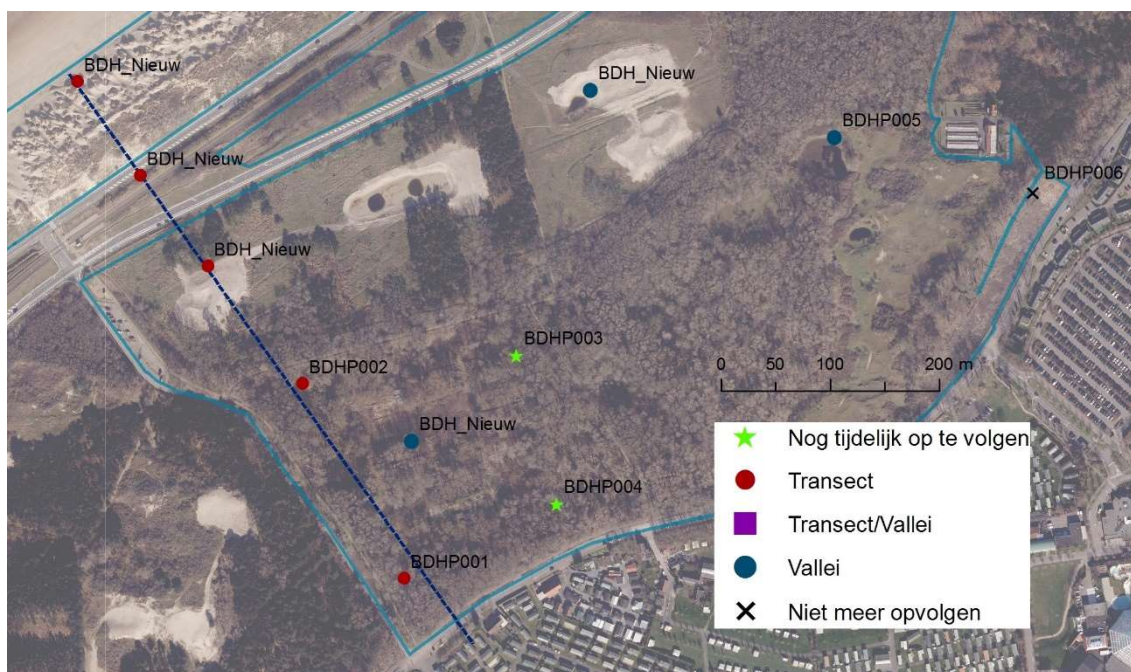 BDH_Nieuw
BDH_Nieuw
BDHP005
BDH_Nieuw
BDHP006
BDH_Nieuw
BDHP003
BDHP002
0 100 200 m
BDH_Nieuw
Nog tijdelijk op te volgen
BDHP004
Transect
Transect/Vallei
BDHP001
Vallei
Niet meer opvolgen